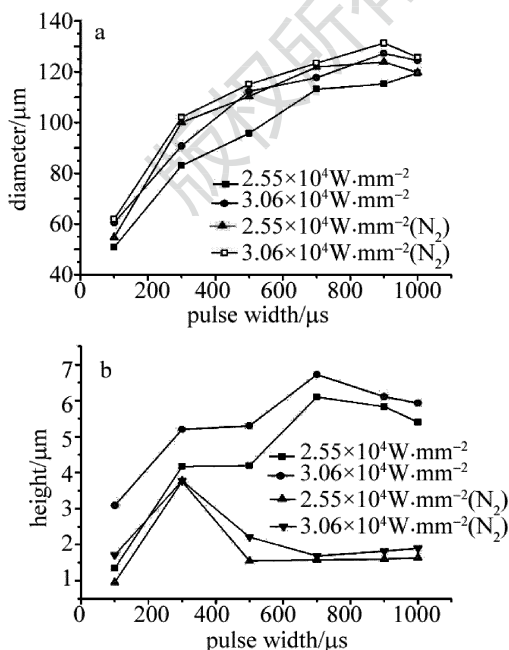 版权所有
a
140
120
100
80
60
40
diameter/μm
2.55×10⁴W·mm⁻²
3.06×10⁴W·mm⁻²
2.55×10⁴W·mm⁻²(N₂)
3.06×10⁴W·mm⁻²(N₂)
0 200 400 600 800 1000
pulse width/μs
b
7
6
5
4
3
2
1
height/μm
2.55×10⁴W·mm⁻²
3.06×10⁴W·mm⁻²
2.55×10⁴W·mm⁻²(N₂)
3.06×10⁴W·mm⁻²(N₂)
0 200 400 600 800 1000
pulse width/μs